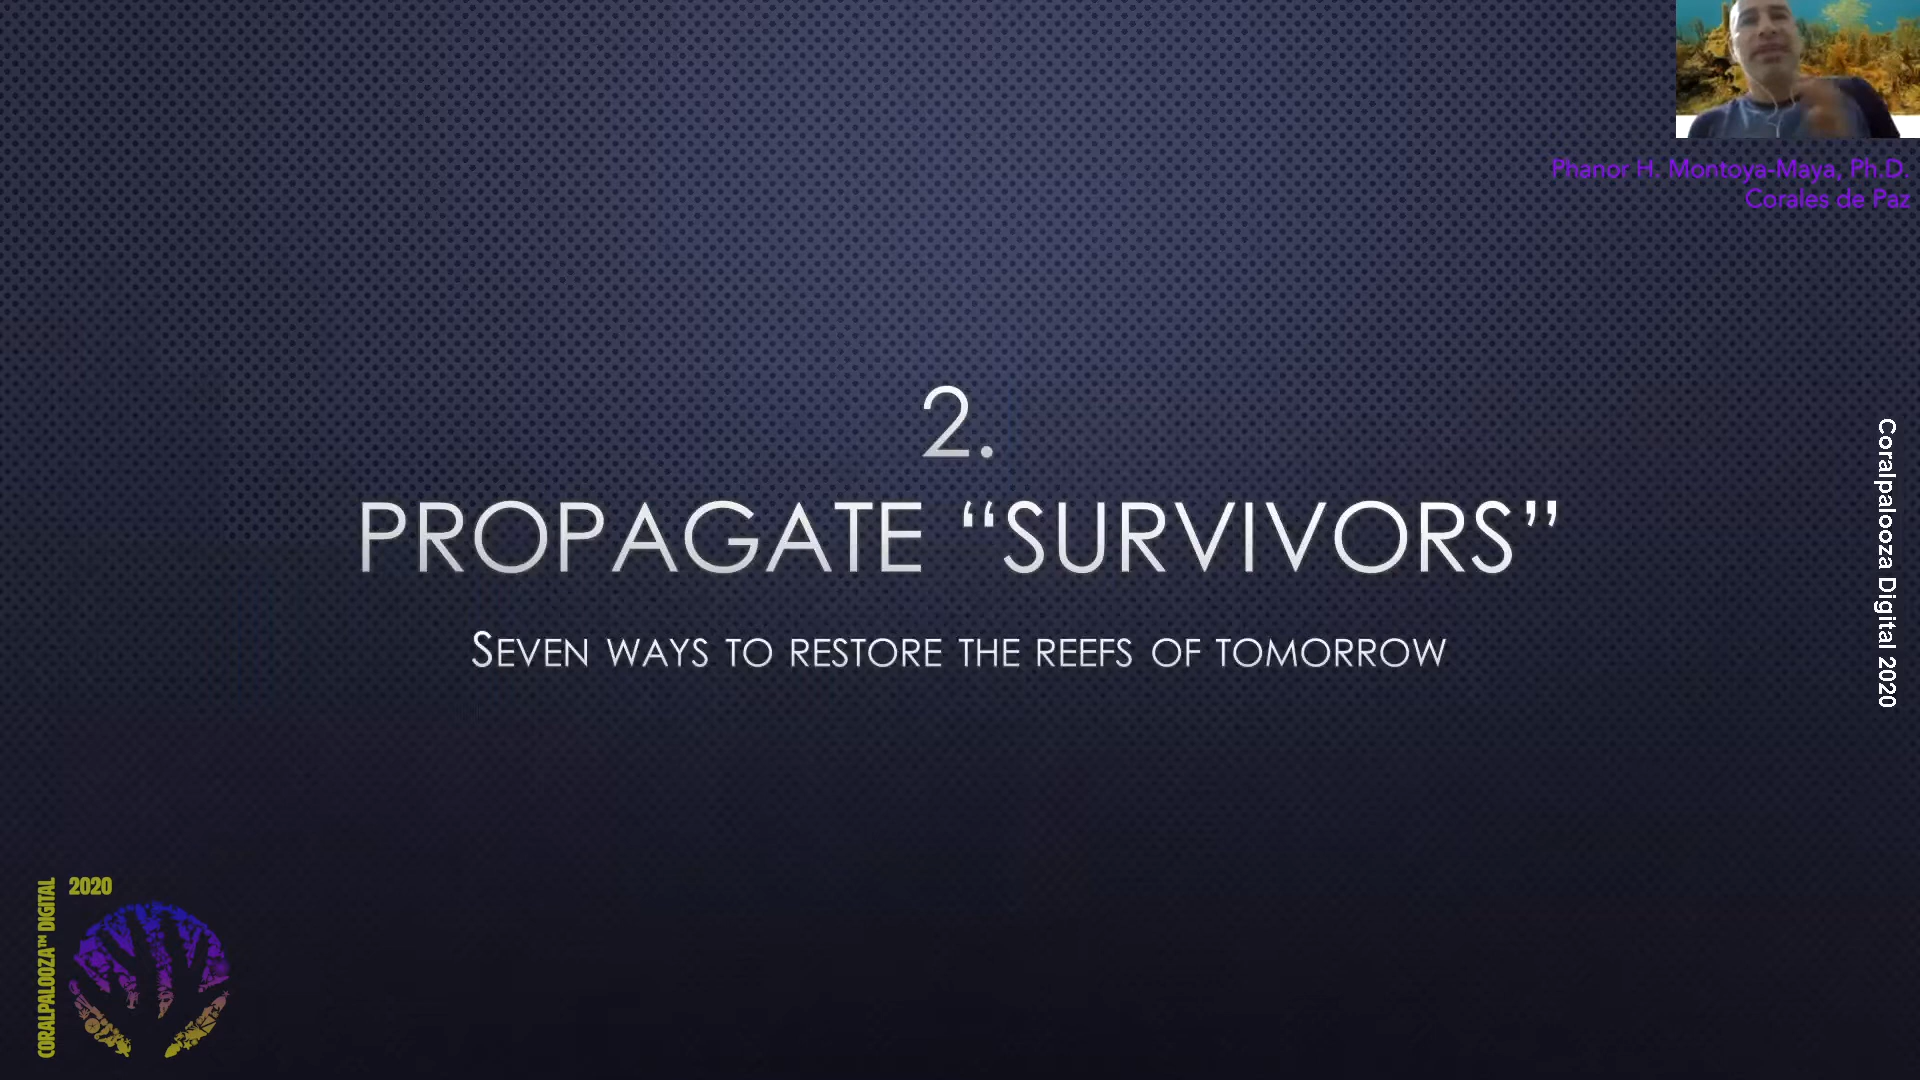 Phanor H. Montoya-Maya, Ph.D.
Corales de Paz
2.
PROPAGATE “SURVIVORS”
SEVEN WAYS TO RESTORE THE REEFS OF TOMORROW
Coralpalooza Digital 2020
2020
CORALPALOOZA™ DIGITAL